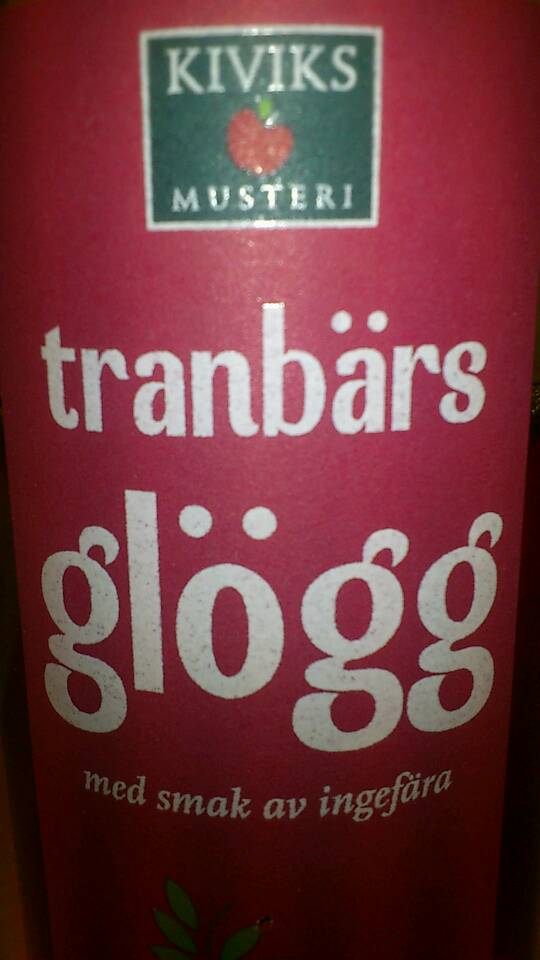 KIVIKS
MUSTERI
tranbärs
glögg
med smak av ingefära